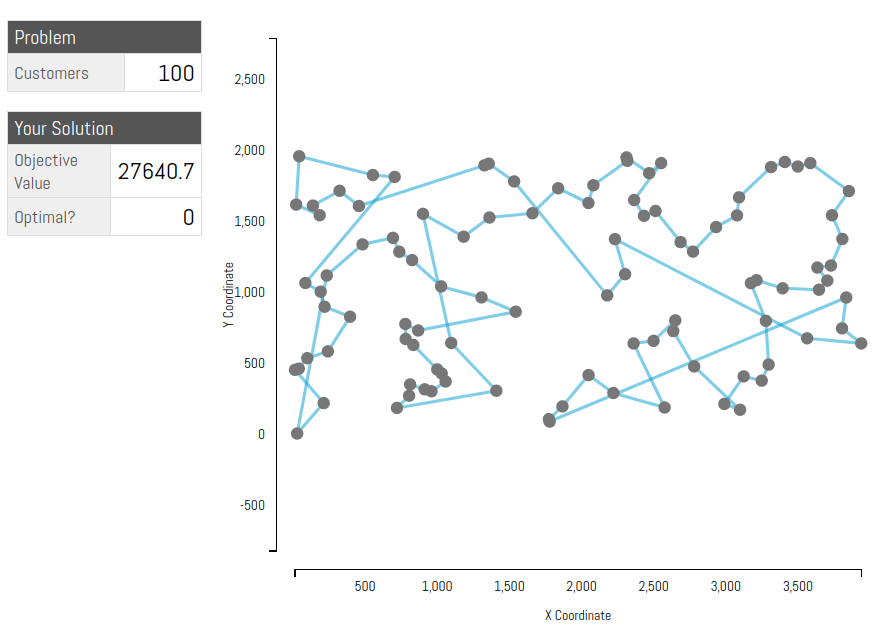 Problem
Customers 100
Your Solution
Objective Value 27640.7
Optimal? 0
Y Coordinate
2,500
2,000
1,500
1,000
500
0
-500
500 1,000 1,500 2,000 2,500 3,000 3,500
X Coordinate